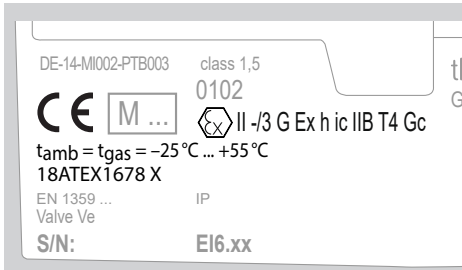 DE-14-MI002-PTB003 class 1,5
0102
CE M ... Ex II -/3 G Ex h ic IIB T4 Gc
tamb = tgas = –25 °C ... +55 °C
18ATEX1678 X
EN 1359 ... IP
Valve Ve
S/N: EI6.xx